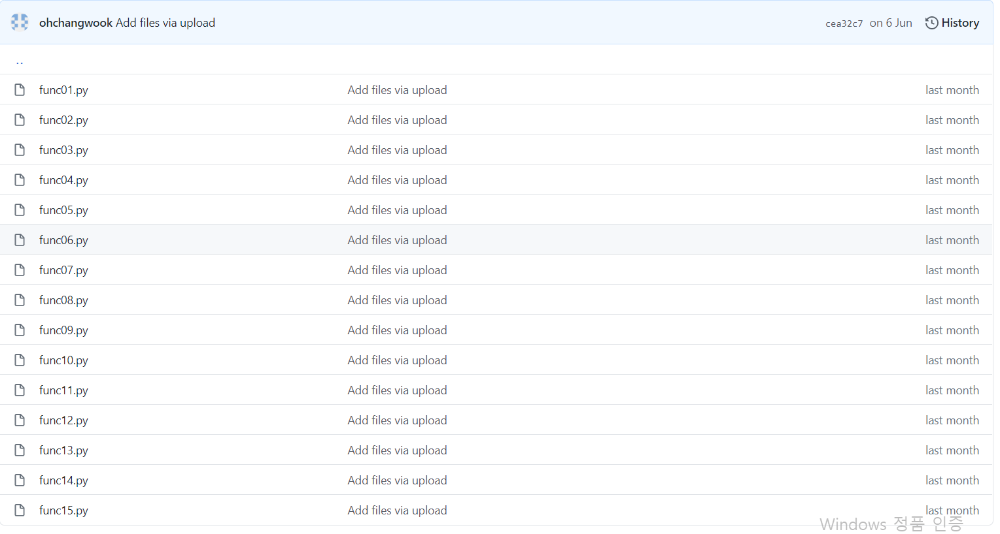 ohchangwook Add files via upload cea32c7 on 6 Jun History
..
func01.py Add files via upload last month
func02.py Add files via upload last month
func03.py Add files via upload last month
func04.py Add files via upload last month
func05.py Add files via upload last month
func06.py Add files via upload last month
func07.py Add files via upload last month
func08.py Add files via upload last month
func09.py Add files via upload last month
func10.py Add files via upload last month
func11.py Add files via upload last month
func12.py Add files via upload last month
func13.py Add files via upload last month
func14.py Add files via upload last month
func15.py Add files via upload last month
Windows 정품 인증